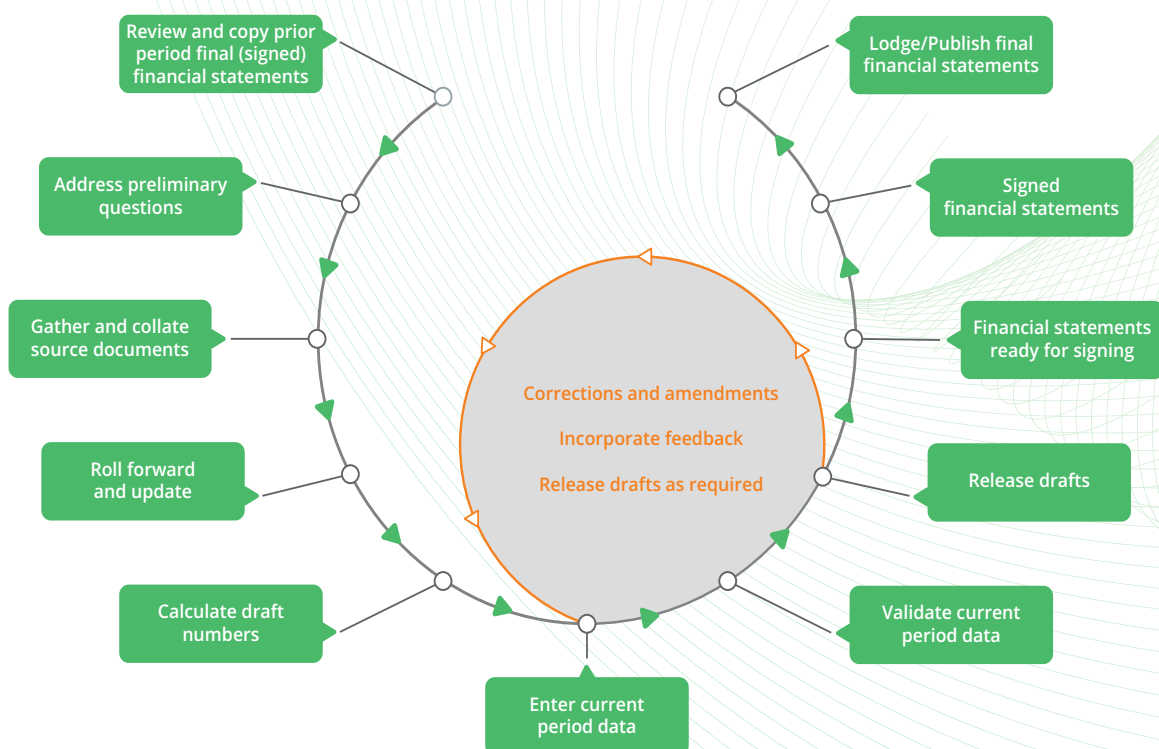 Review and copy prior
period final (signed)
financial statements
Address preliminary
questions
Gather and collate
source documents
Roll forward
and update
Calculate draft
numbers
Enter current
period data
Validate current
period data
Release drafts
Financial statements
ready for signing
Signed
financial statements
Lodge/Publish final
financial statements
Corrections and amendments
Incorporate feedback
Release drafts as required